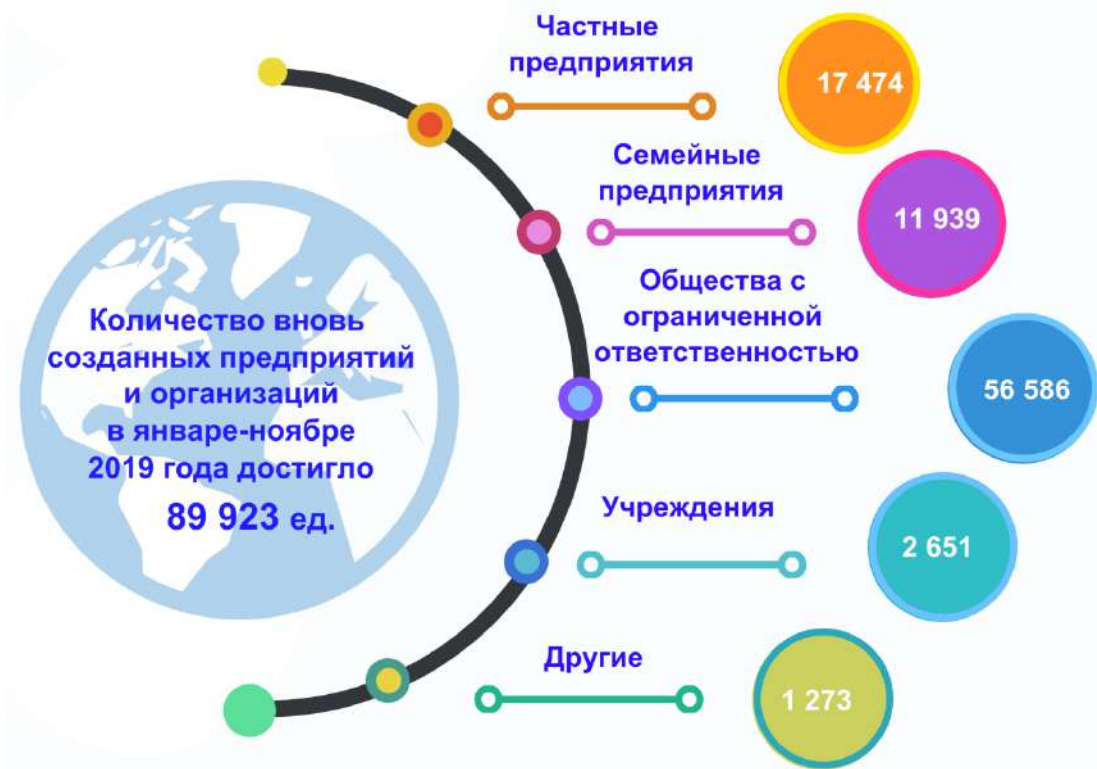 Количество вновь
созданных предприятий
и организаций
в январе-ноябре
2019 года достигло
89 923 ед.
Частные
предприятия
17 474
Семейные
предприятия
11 939
Общества с
ограниченной
ответственностью
56 586
Учреждения
2 651
Другие
1 273